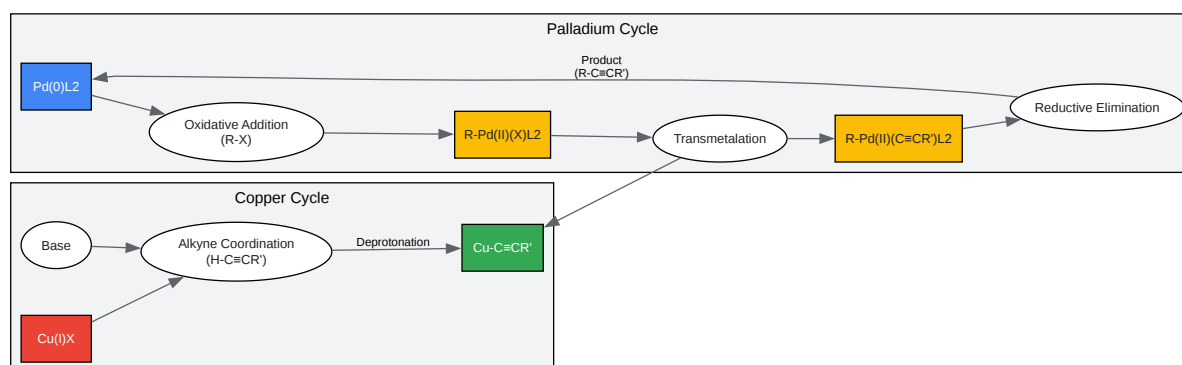 Palladium Cycle
Product
(R-C≡CR')
Pd(0)L2
Reductive Elimination
Oxidative Addition
(R-X)
R-Pd(II)(X)L2
Transmetalation
R-Pd(II)(C≡CR')L2
Copper Cycle
Base
Alkyne Coordination
(H-C≡CR')
Deprotonation
Cu-C≡CR'
Cu(I)X